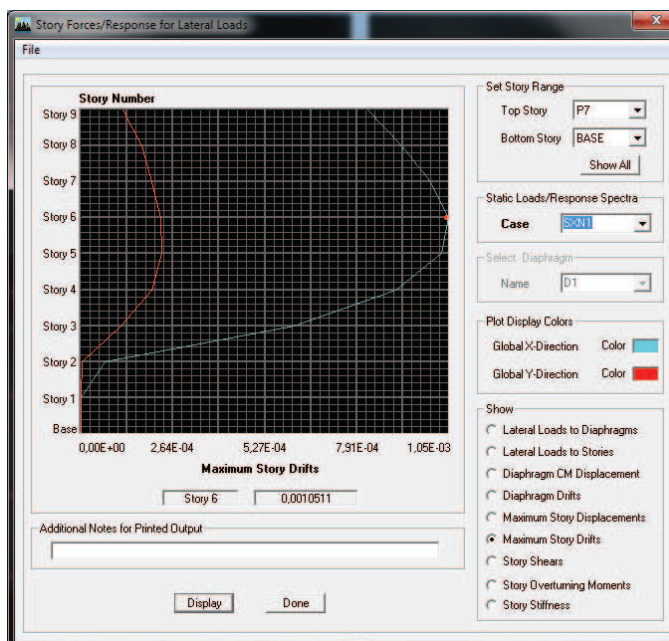 Story Forces/Response for Lateral Loads
File
Story Number
Story 9
Story 8
Story 7
Story 6
Story 5
Story 4
Story 3
Story 2
Story 1
Base
0,00E+00 2,64E-04 5,27E-04 7,91E-04 1,05E-03
Maximum Story Drifts
Story 6 0,0010511
Additional Notes for Printed Output
Display Done
Set Story Range
Top Story P7
Bottom Story BASE
Show All
Static Loads/Response Spectra
Case SXN1
Select Diaphragm
Name D1
Plot Display Colors
Global X-Direction Color
Global Y-Direction Color
Show
Lateral Loads to Diaphragms
Lateral Loads to Stories
Diaphragm CM Displacement
Diaphragm Drifts
Maximum Story Displacements
Maximum Story Drifts
Story Shears
Story Overturning Moments
Story Stiffness